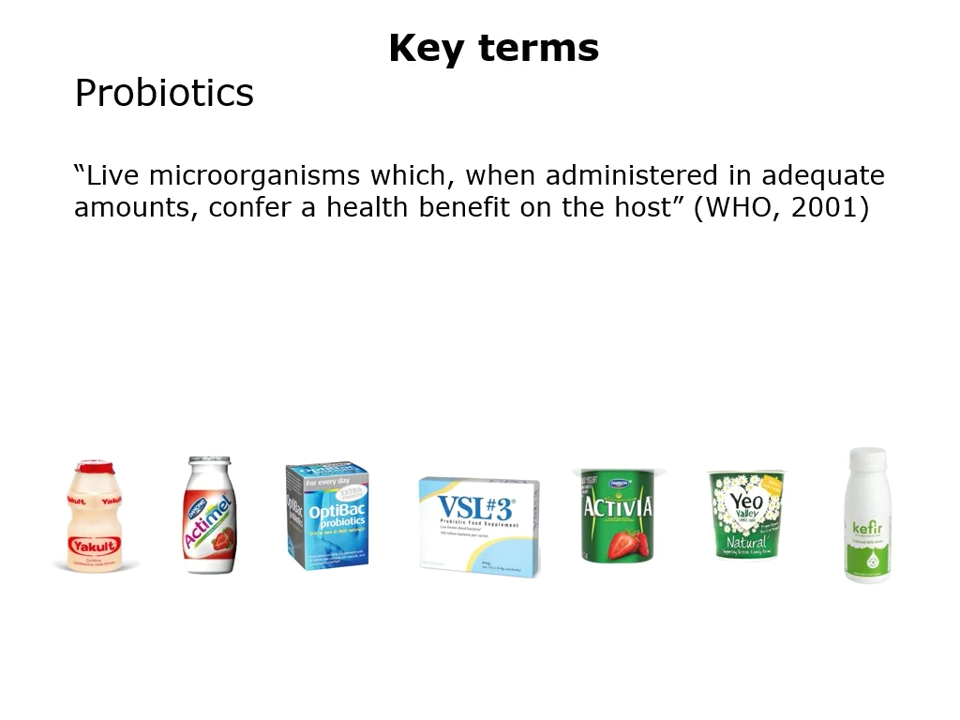 Key terms
Probiotics
“Live microorganisms which, when administered in adequate
amounts, confer a health benefit on the host” (WHO, 2001)
Yakult
Actimel
For every day
EXTRA
OptiBac
probiotics
VSL#3®
Probiotic Food Supplement
ACTIVIA
Yeo
Valley
Natural
kefir